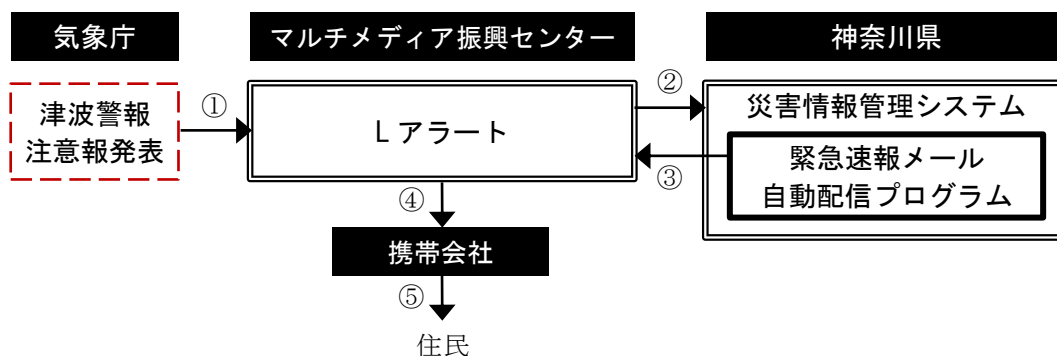 気象庁
マルチメディア振興センター
神奈川県
津波警報
注意報発表
①
Lアラート
②
災害情報管理システム
③
緊急速報メール
自動配信プログラム
④
携帯会社
⑤
住民